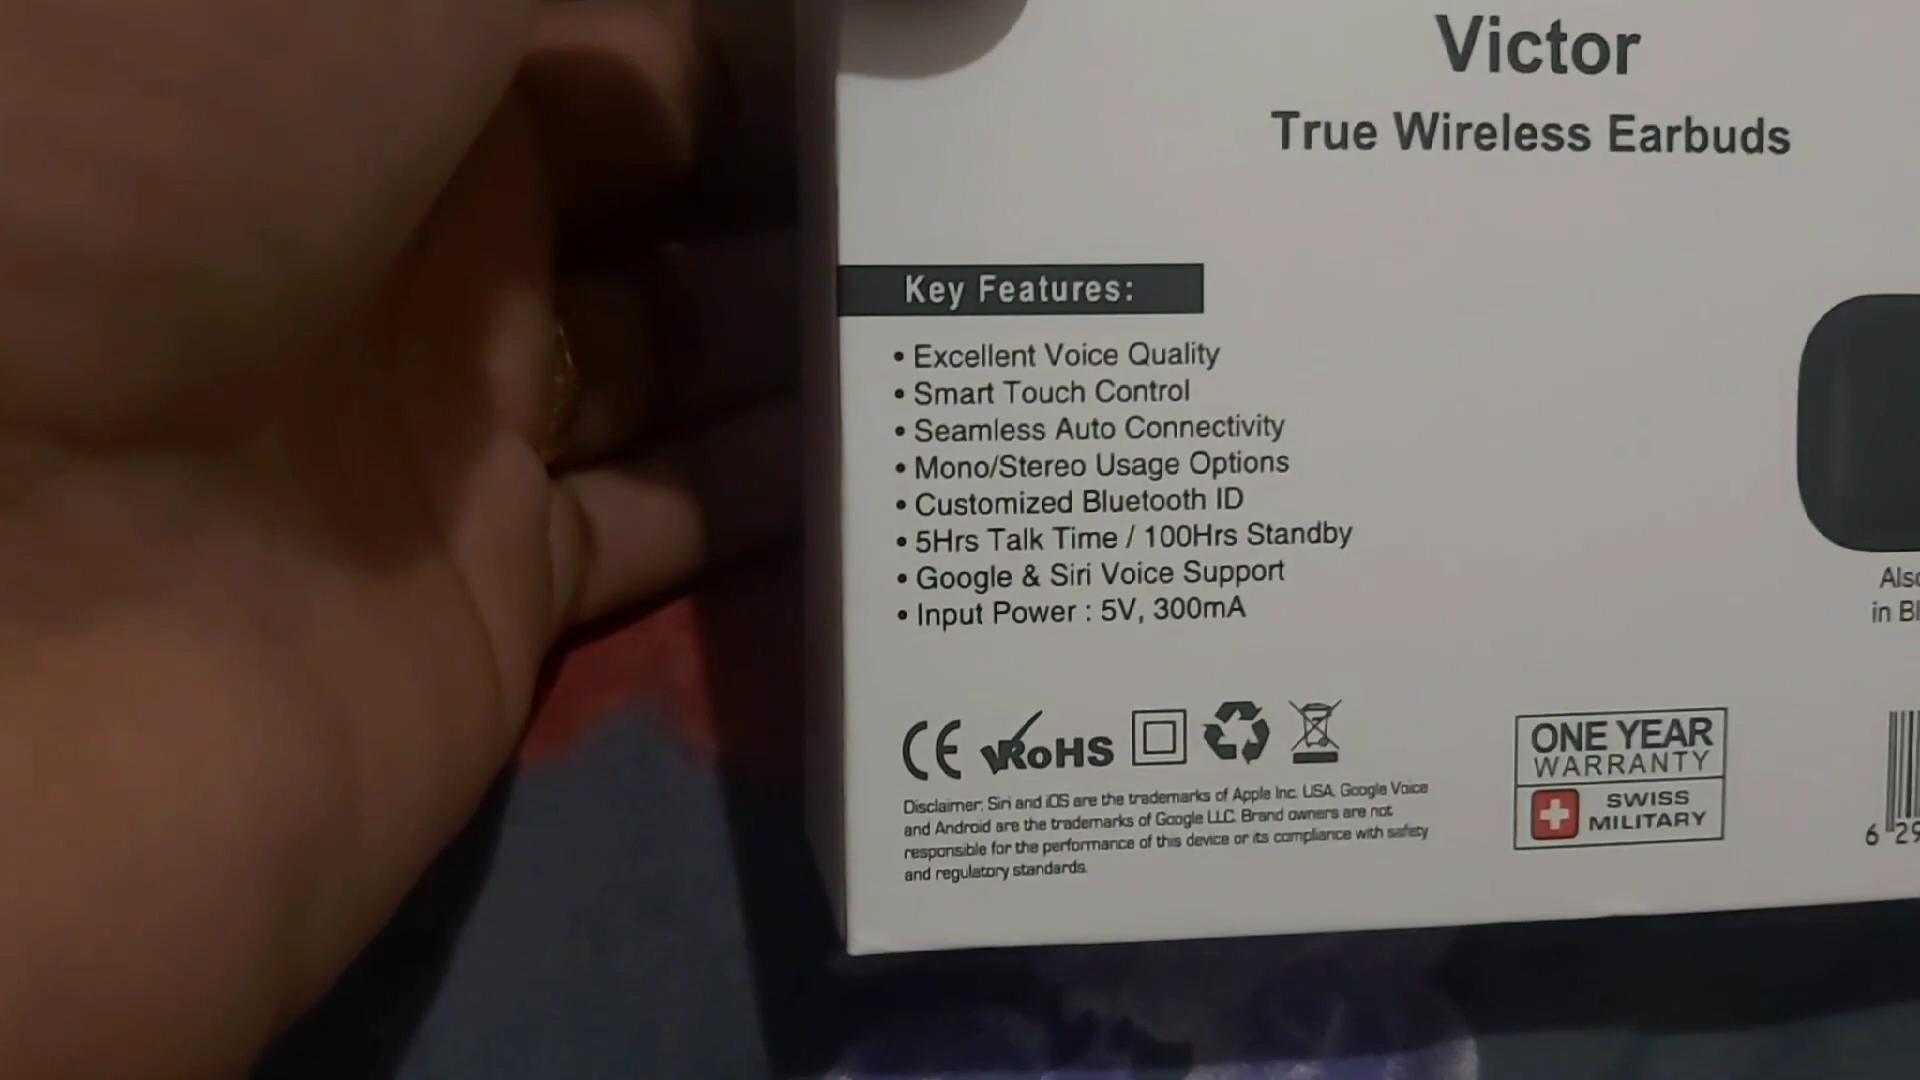 Victor
True Wireless Earbuds
Key Features:
• Excellent Voice Quality
• Smart Touch Control
• Seamless Auto Connectivity
• Mono/Stereo Usage Options
• Customized Bluetooth ID
• 5Hrs Talk Time / 100Hrs Standby
• Google & Siri Voice Support
• Input Power : 5V, 300mA
in
CE RoHS
Disclaimer: Siri and iOS are the trademarks of Apple Inc. USA. Google Voice
and Android are the trademarks of Google LLC. Brand owners are not
responsible for the performance of this device or its compliance with safety
and regulatory standards.
ONE YEAR
WARRANTY
SWISS
MILITARY
6 29